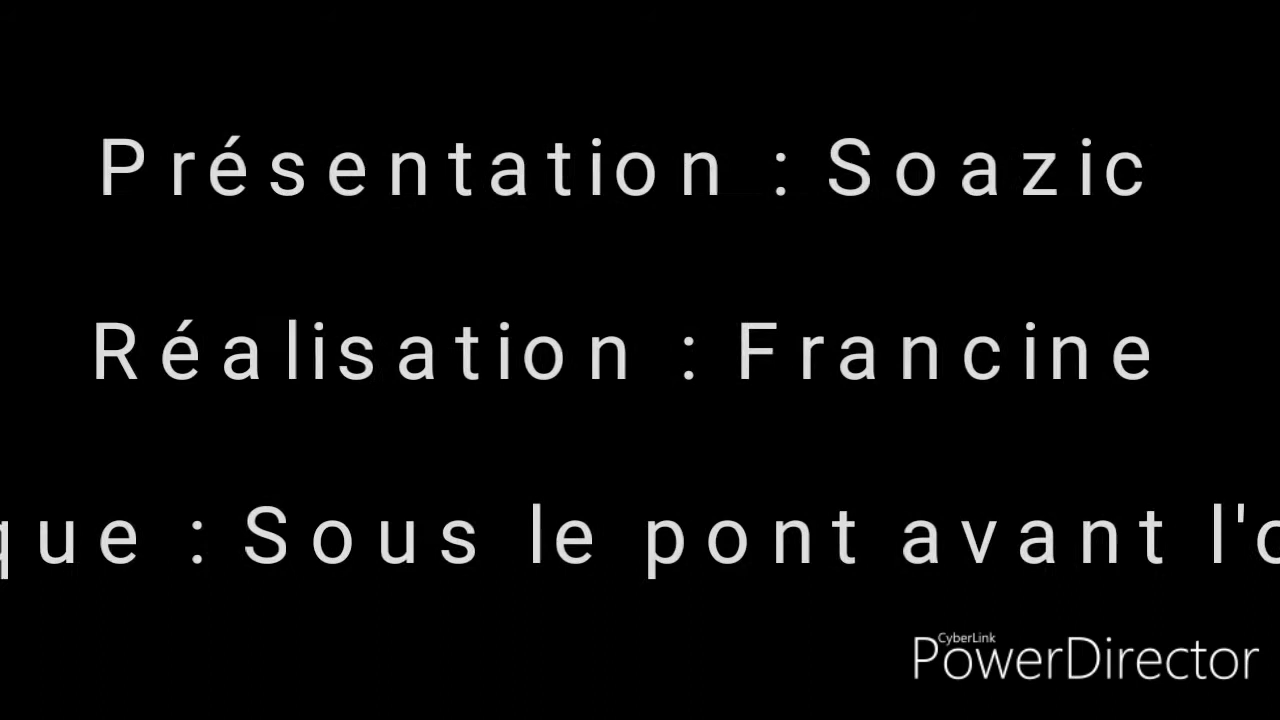 Présentation : Soazic
Réalisation : Francine
que : Sous le pont avant l'o
CyberLink
PowerDirector